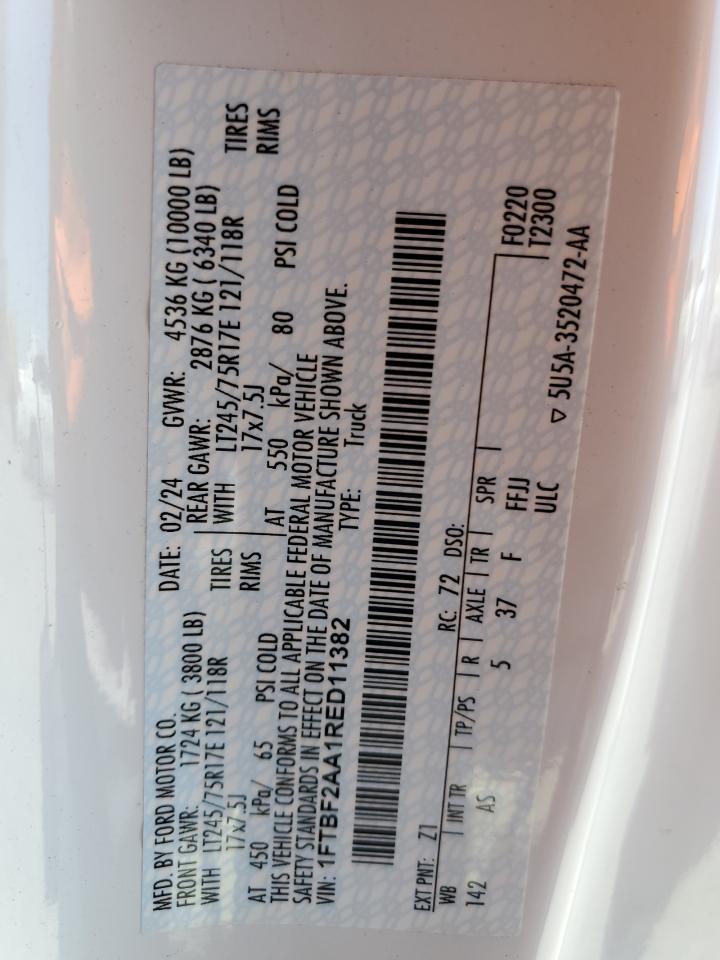 MFD. BY FORD MOTOR CO.
DATE: 02/24 GVWR: 4536 KG (10000 LB)
FRONT GAWR: 1724 KG ( 3800 LB) REAR GAWR: 2876 KG ( 6340 LB)
WITH LT245/75R17E 121/118R TIRES WITH LT245/75R17E 121/118R TIRES
17x7.5J RIMS 17x7.5J RIMS
AT 450 kPa/ 65 PSI COLD AT 550 kPa/ 80 PSI COLD
THIS VEHICLE CONFORMS TO ALL APPLICABLE FEDERAL MOTOR VEHICLE
SAFETY STANDARDS IN EFFECT ON THE DATE OF MANUFACTURE SHOWN ABOVE.
VIN: 1FTBF2AA1RED11382 TYPE: Truck
EXT PNT: Z1 RC: 72 DSO:
WB INT TR TP/PS R AXLE TR SPR F0220
142 AS 5 37 F FFJJ T2300
ULC
▽ 5U5A-3520472-AA